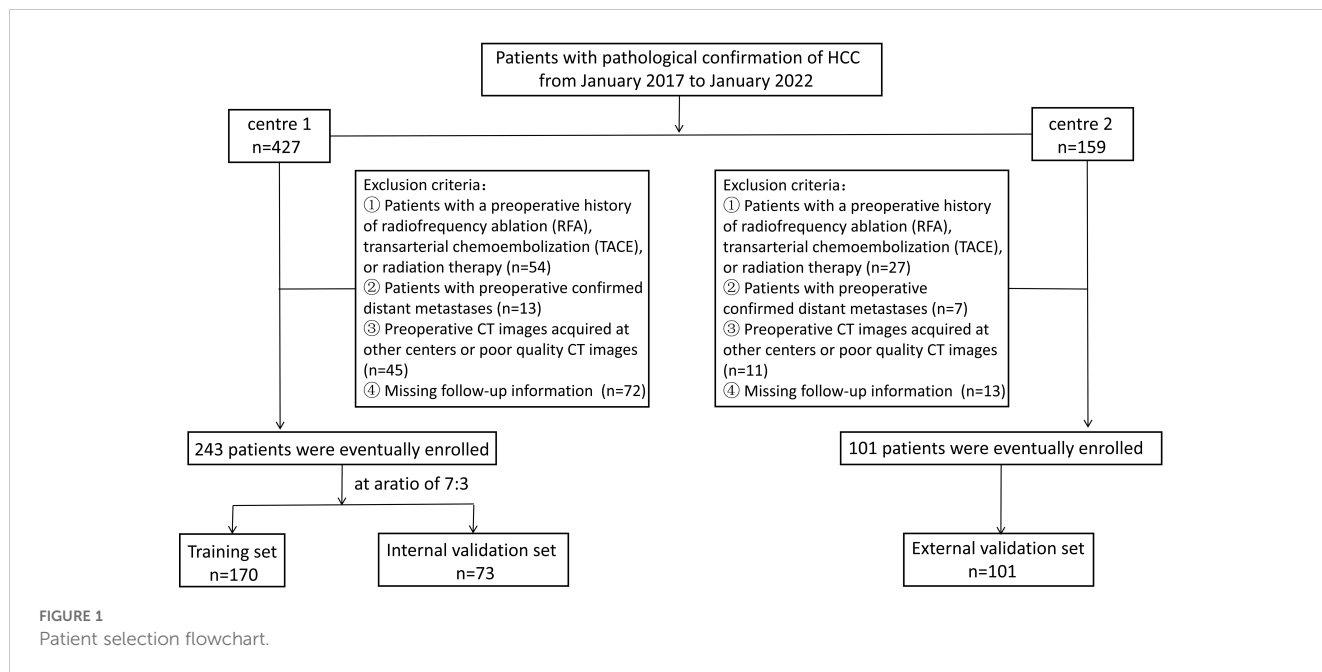 Patients with pathological confirmation of HCC
from January 2017 to January 2022
centre 1
n=427
centre 2
n=159
Exclusion criteria：
① Patients with a preoperative history
of radiofrequency ablation (RFA),
transarterial chemoembolization (TACE),
or radiation therapy (n=54)
② Patients with preoperative confirmed
distant metastases (n=13)
③ Preoperative CT images acquired at
other centers or poor quality CT images
(n=45)
④ Missing follow-up information (n=72)
Exclusion criteria：
① Patients with a preoperative history
of radiofrequency ablation (RFA),
transarterial chemoembolization (TACE),
or radiation therapy (n=27)
② Patients with preoperative
confirmed distant metastases (n=7)
③ Preoperative CT images acquired at
other centers or poor quality CT images
(n=11)
④ Missing follow-up information (n=13)
243 patients were eventually enrolled
101 patients were eventually enrolled
at aratio of 7:3
Training set
n=170
Internal validation set
n=73
External validation set
n=101
FIGURE 1
Patient selection flowchart.